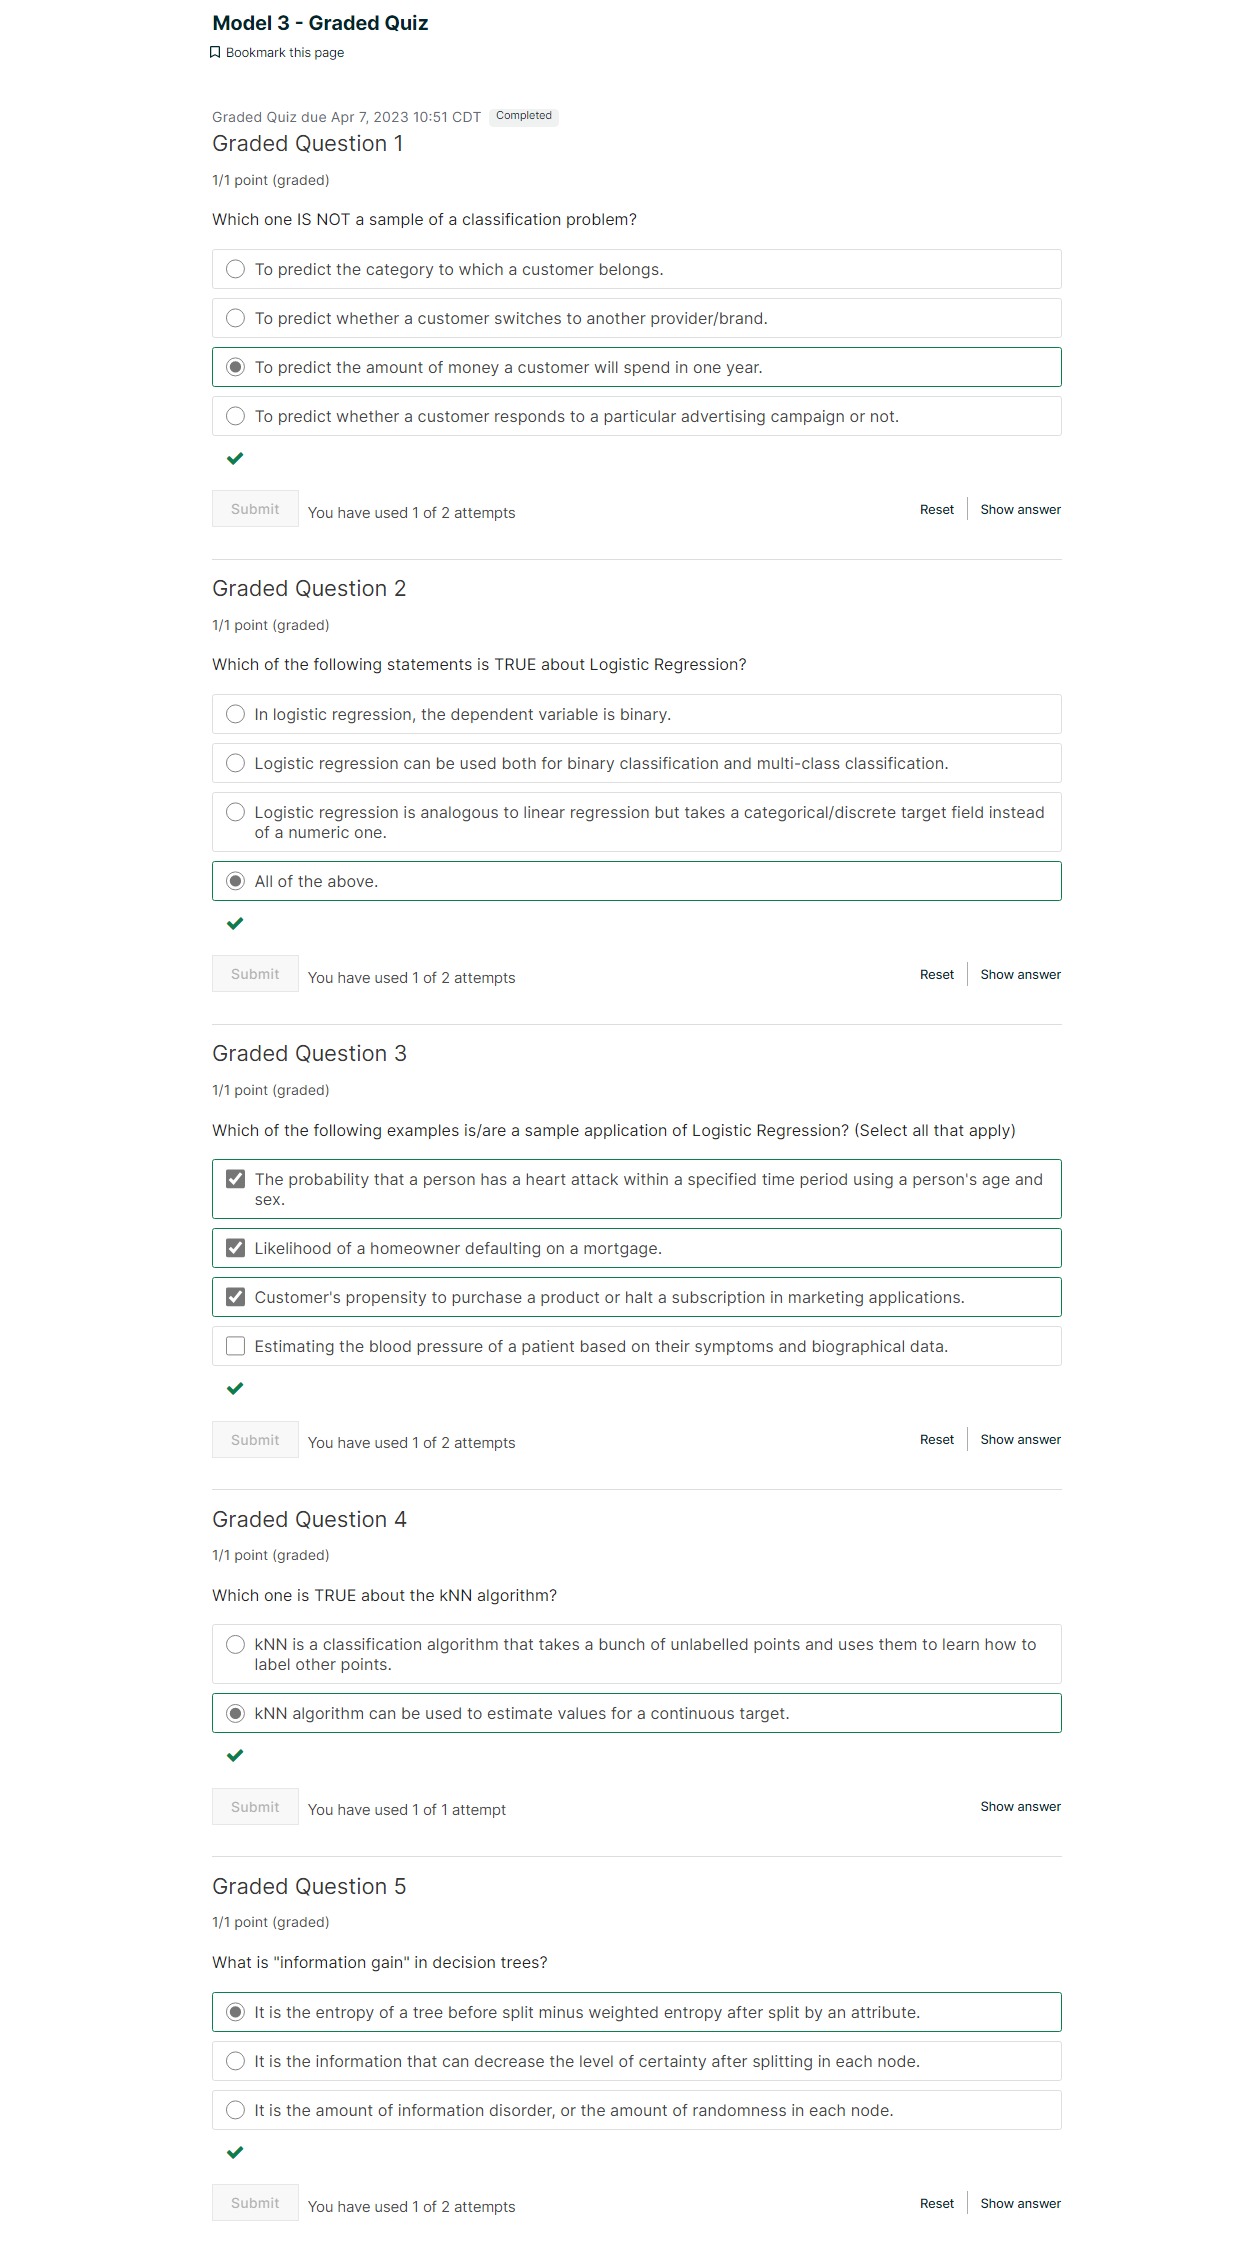 Model 3 - Graded Quiz
Bookmark this page
Graded Quiz due Apr 7, 2023 10:51 CDT Completed
Graded Question 1
1/1 point (graded)
Which one IS NOT a sample of a classification problem?
To predict the category to which a customer belongs.
To predict whether a customer switches to another provider/brand.
To predict the amount of money a customer will spend in one year.
To predict whether a customer responds to a particular advertising campaign or not.
Submit You have used 1 of 2 attempts Reset Show answer
Graded Question 2
1/1 point (graded)
Which of the following statements is TRUE about Logistic Regression?
In logistic regression, the dependent variable is binary.
Logistic regression can be used both for binary classification and multi-class classification.
Logistic regression is analogous to linear regression but takes a categorical/discrete target field instead
of a numeric one.
All of the above.
Submit You have used 1 of 2 attempts Reset Show answer
Graded Question 3
1/1 point (graded)
Which of the following examples is/are a sample application of Logistic Regression? (Select all that apply)
The probability that a person has a heart attack within a specified time period using a person's age and
sex.
Likelihood of a homeowner defaulting on a mortgage.
Customer's propensity to purchase a product or halt a subscription in marketing applications.
Estimating the blood pressure of a patient based on their symptoms and biographical data.
Submit You have used 1 of 2 attempts Reset Show answer
Graded Question 4
1/1 point (graded)
Which one is TRUE about the kNN algorithm?
kNN is a classification algorithm that takes a bunch of unlabelled points and uses them to learn how to
label other points.
kNN algorithm can be used to estimate values for a continuous target.
Submit You have used 1 of 1 attempt Show answer
Graded Question 5
1/1 point (graded)
What is "information gain" in decision trees?
It is the entropy of a tree before split minus weighted entropy after split by an attribute.
It is the information that can decrease the level of certainty after splitting in each node.
It is the amount of information disorder, or the amount of randomness in each node.
Submit You have used 1 of 2 attempts Reset Show answer